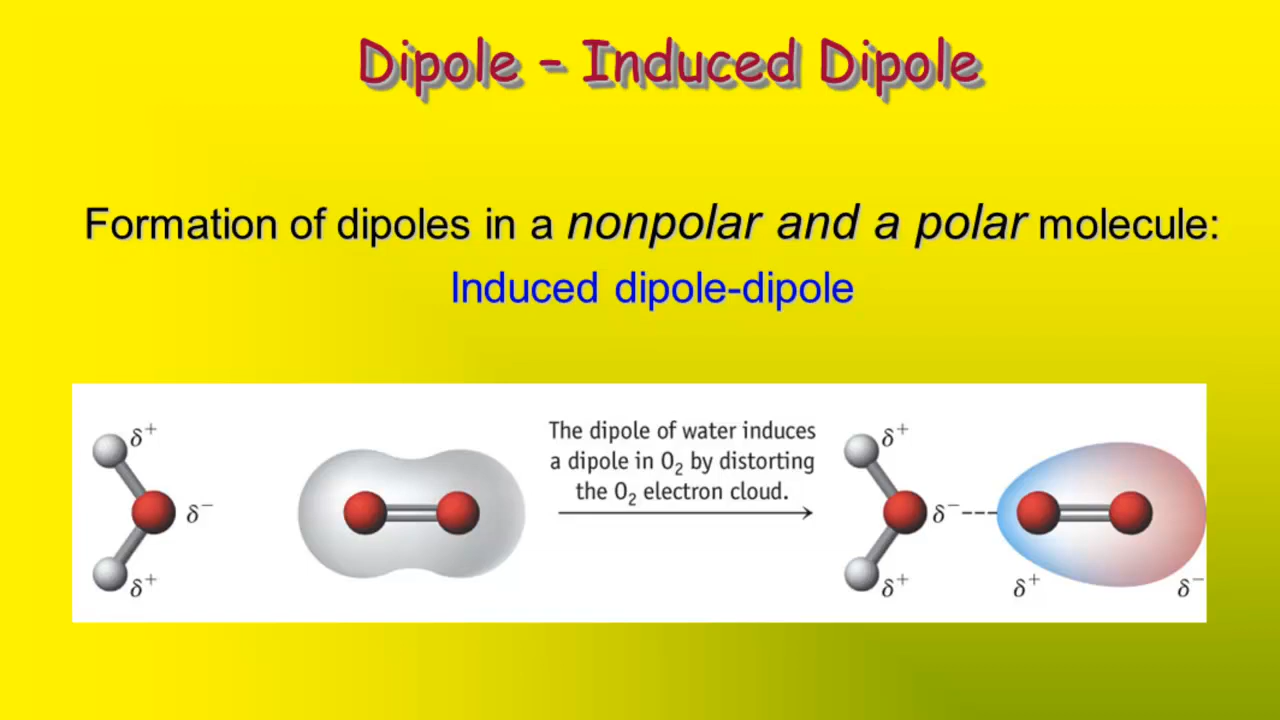 Dipole – Induced Dipole
Formation of dipoles in a nonpolar and a polar molecule:
Induced dipole-dipole
The dipole of water induces
a dipole in O₂ by distorting
the O₂ electron cloud.
δ⁺
δ⁻
δ⁺
δ⁺
δ⁻
δ⁺
δ⁺
δ⁻